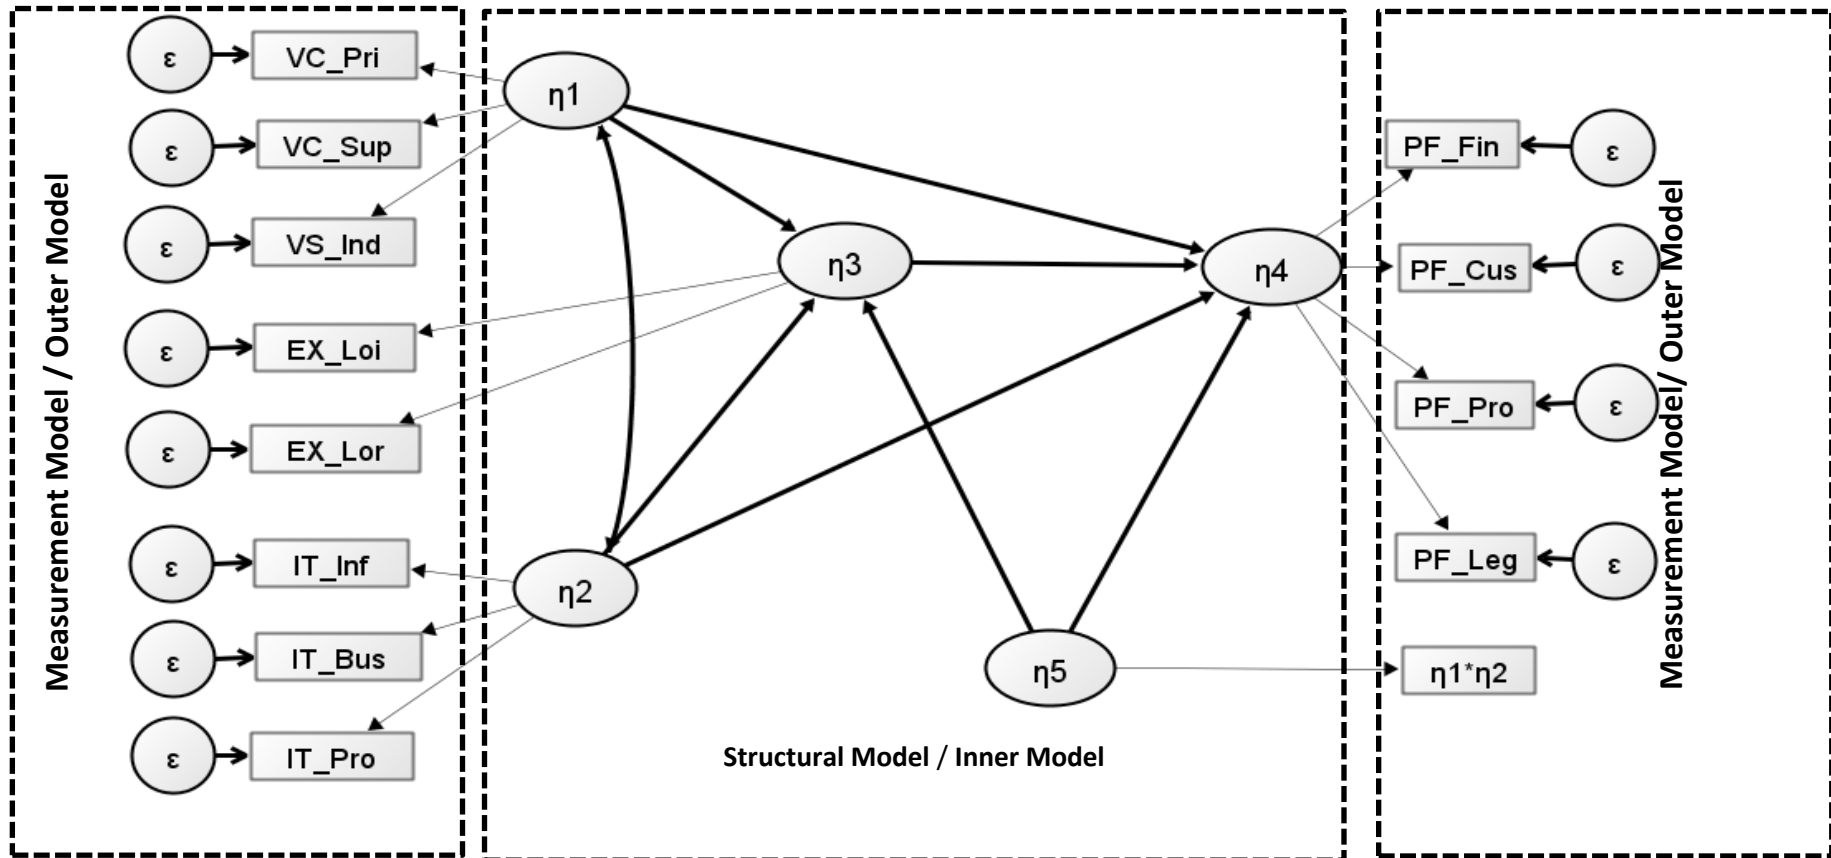 Measurement Model / Outer Model
ε
VC_Pri
ε
VC_Sup
ε
VS_Ind
ε
EX_Loi
ε
EX_Lor
ε
IT_Inf
ε
IT_Bus
ε
IT_Pro
η1
η2
η3
η4
η5
Structural Model / Inner Model
PF_Fin
ε
PF_Cus
ε
PF_Pro
ε
PF_Leg
ε
η1*η2
Measurement Model/ Outer Model